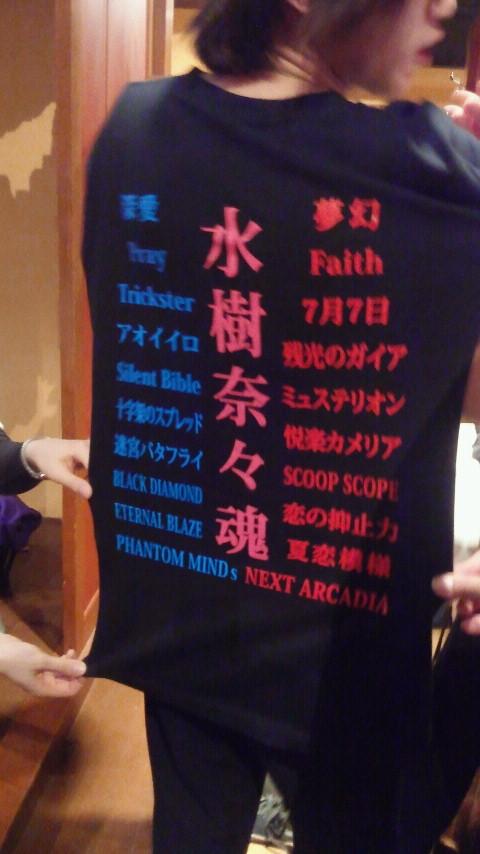 水樹奈々魂
深愛
Pray
Trickster
アオイイロ
Silent Bible
十字架のスプレッド
迷宮バタフライ
BLACK DIAMOND
ETERNAL BLAZE
PHANTOM MINDs
夢幻
Faith
7月7日
残光のガイア
ミュステリオン
悦楽カメリア
SCOOP SCOPE
恋の抑止力
夏恋模様
NEXT ARCADIA